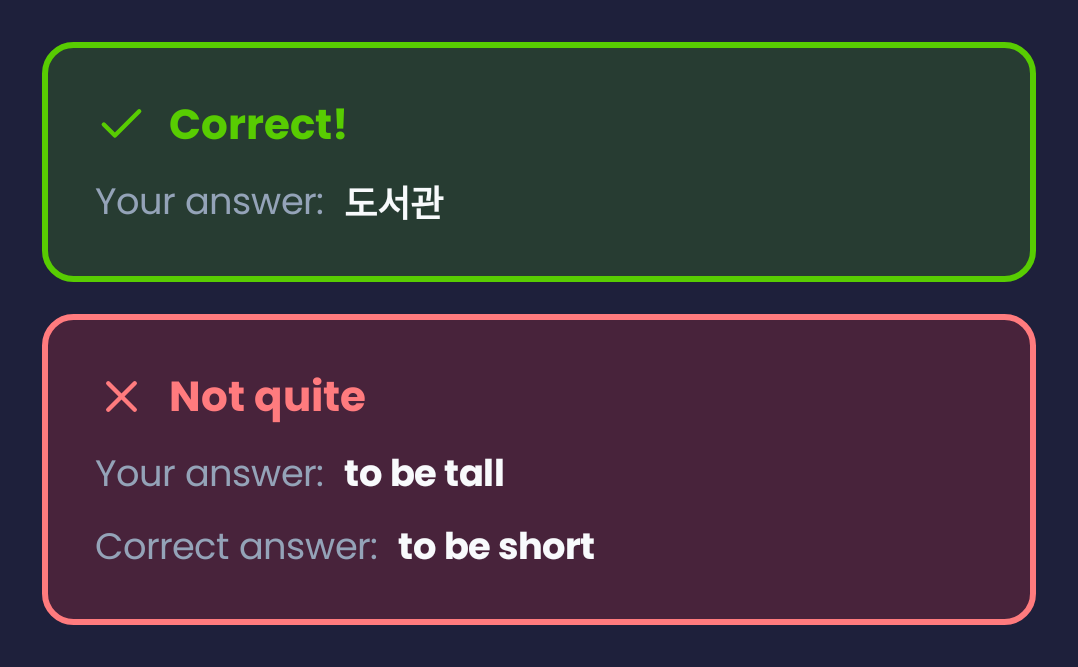 Correct!
Your answer: 도서관
Not quite
Your answer: to be tall
Correct answer: to be short